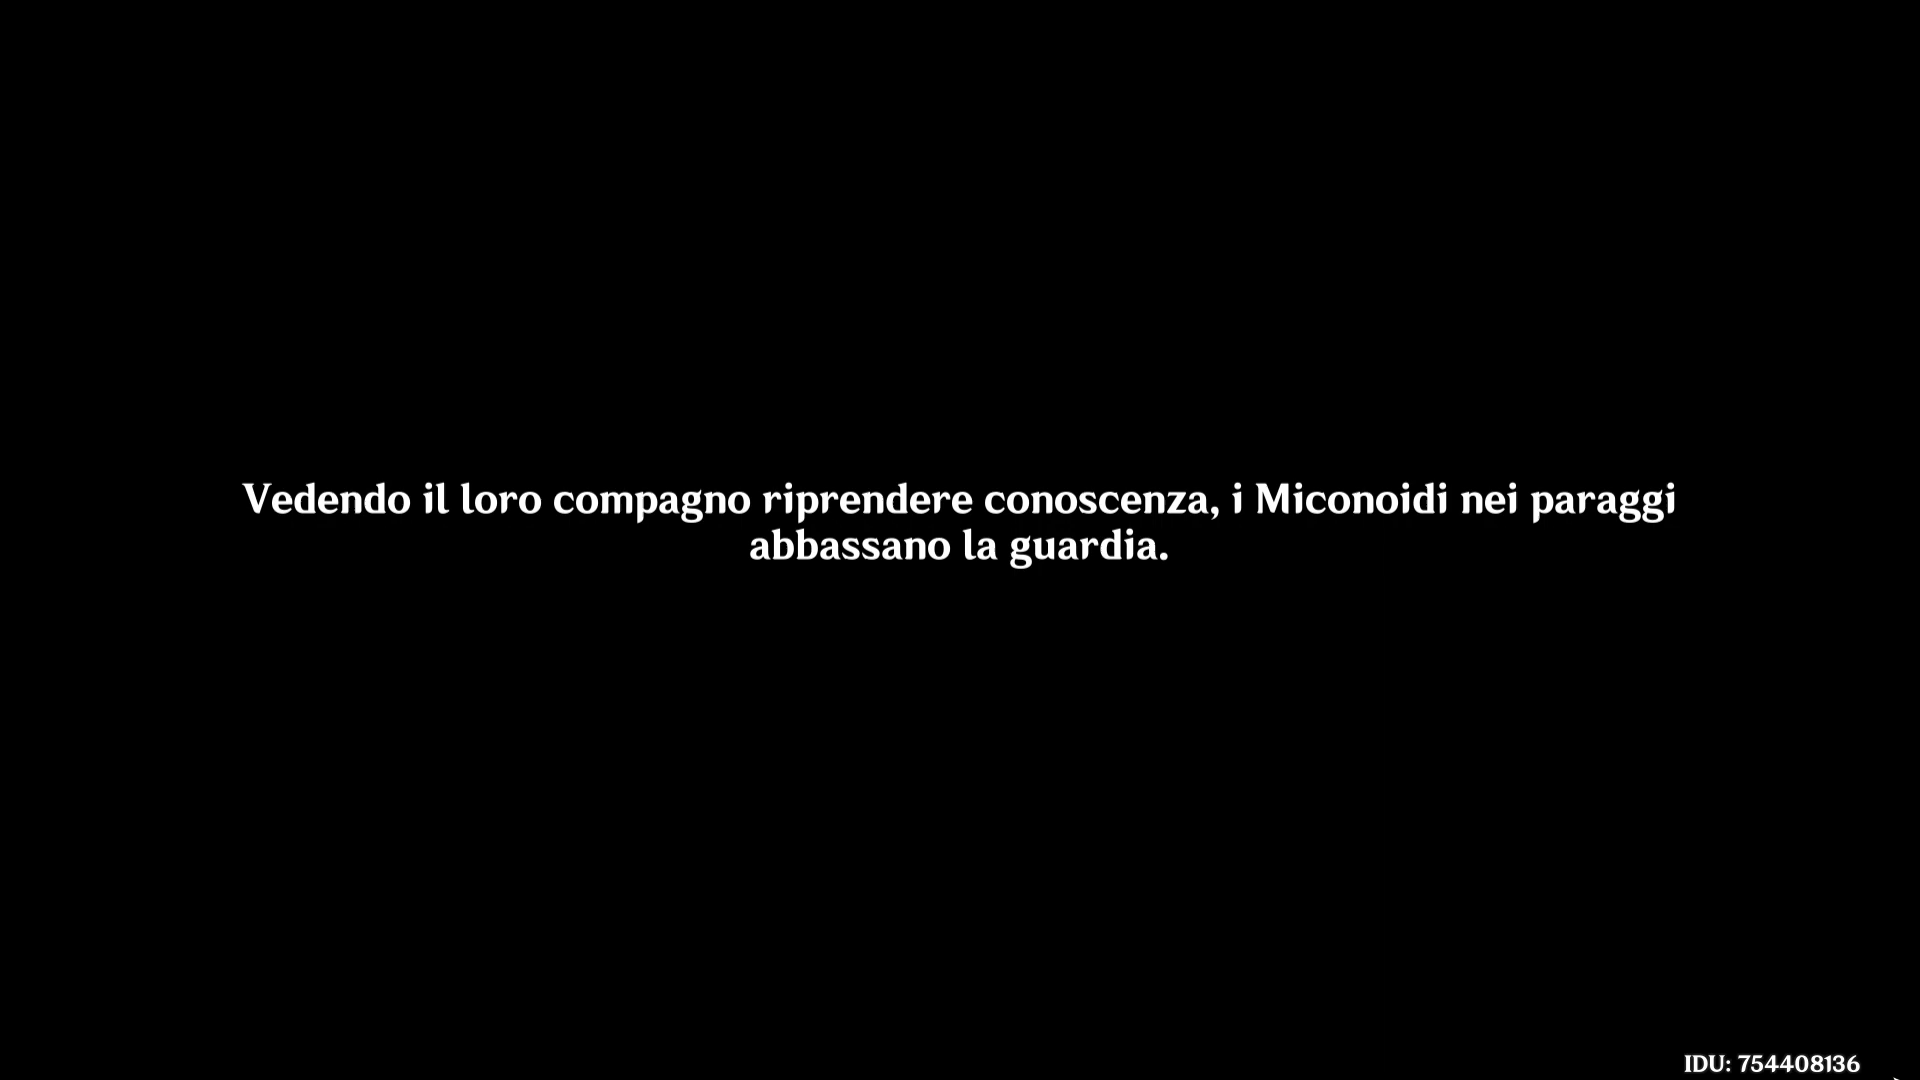 Vedendo il loro compagno riprendere conoscenza, i Miconoidi nei paraggi
abbassano la guardia.
IDU: 754408136